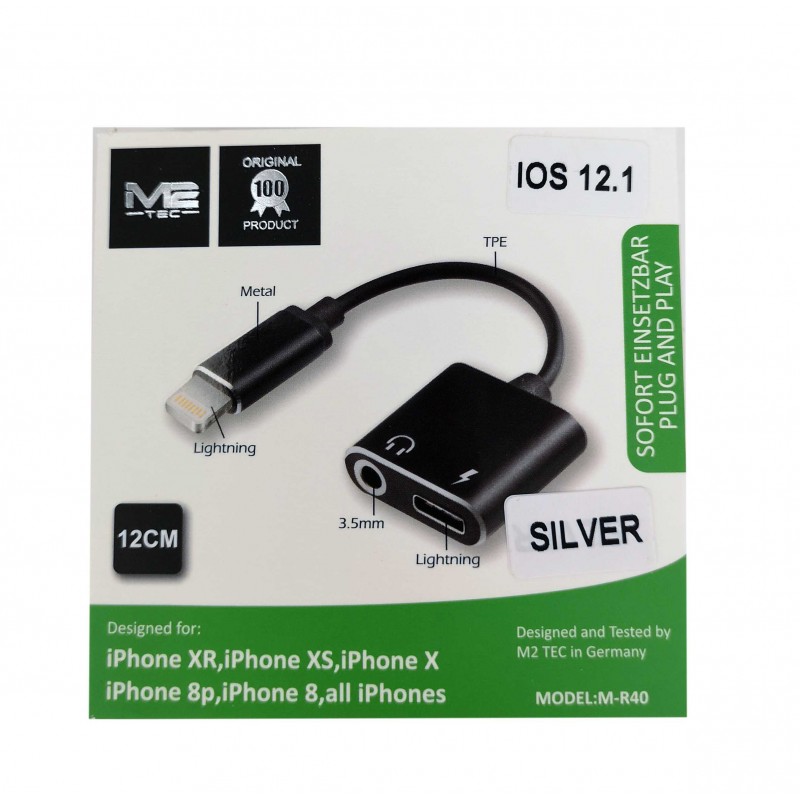 M2
TEC
ORIGINAL
100
PRODUCT
IOS 12.1
TPE
Metal
SOFORT EINSETZBAR
PLUG AND PLAY
Lightning
3.5mm
Lightning
12CM
SILVER
Designed for:
iPhone XR,iPhone XS,iPhone X
iPhone 8p,iPhone 8,all iPhones
Designed and Tested by
M2 TEC in Germany
MODEL:M-R40